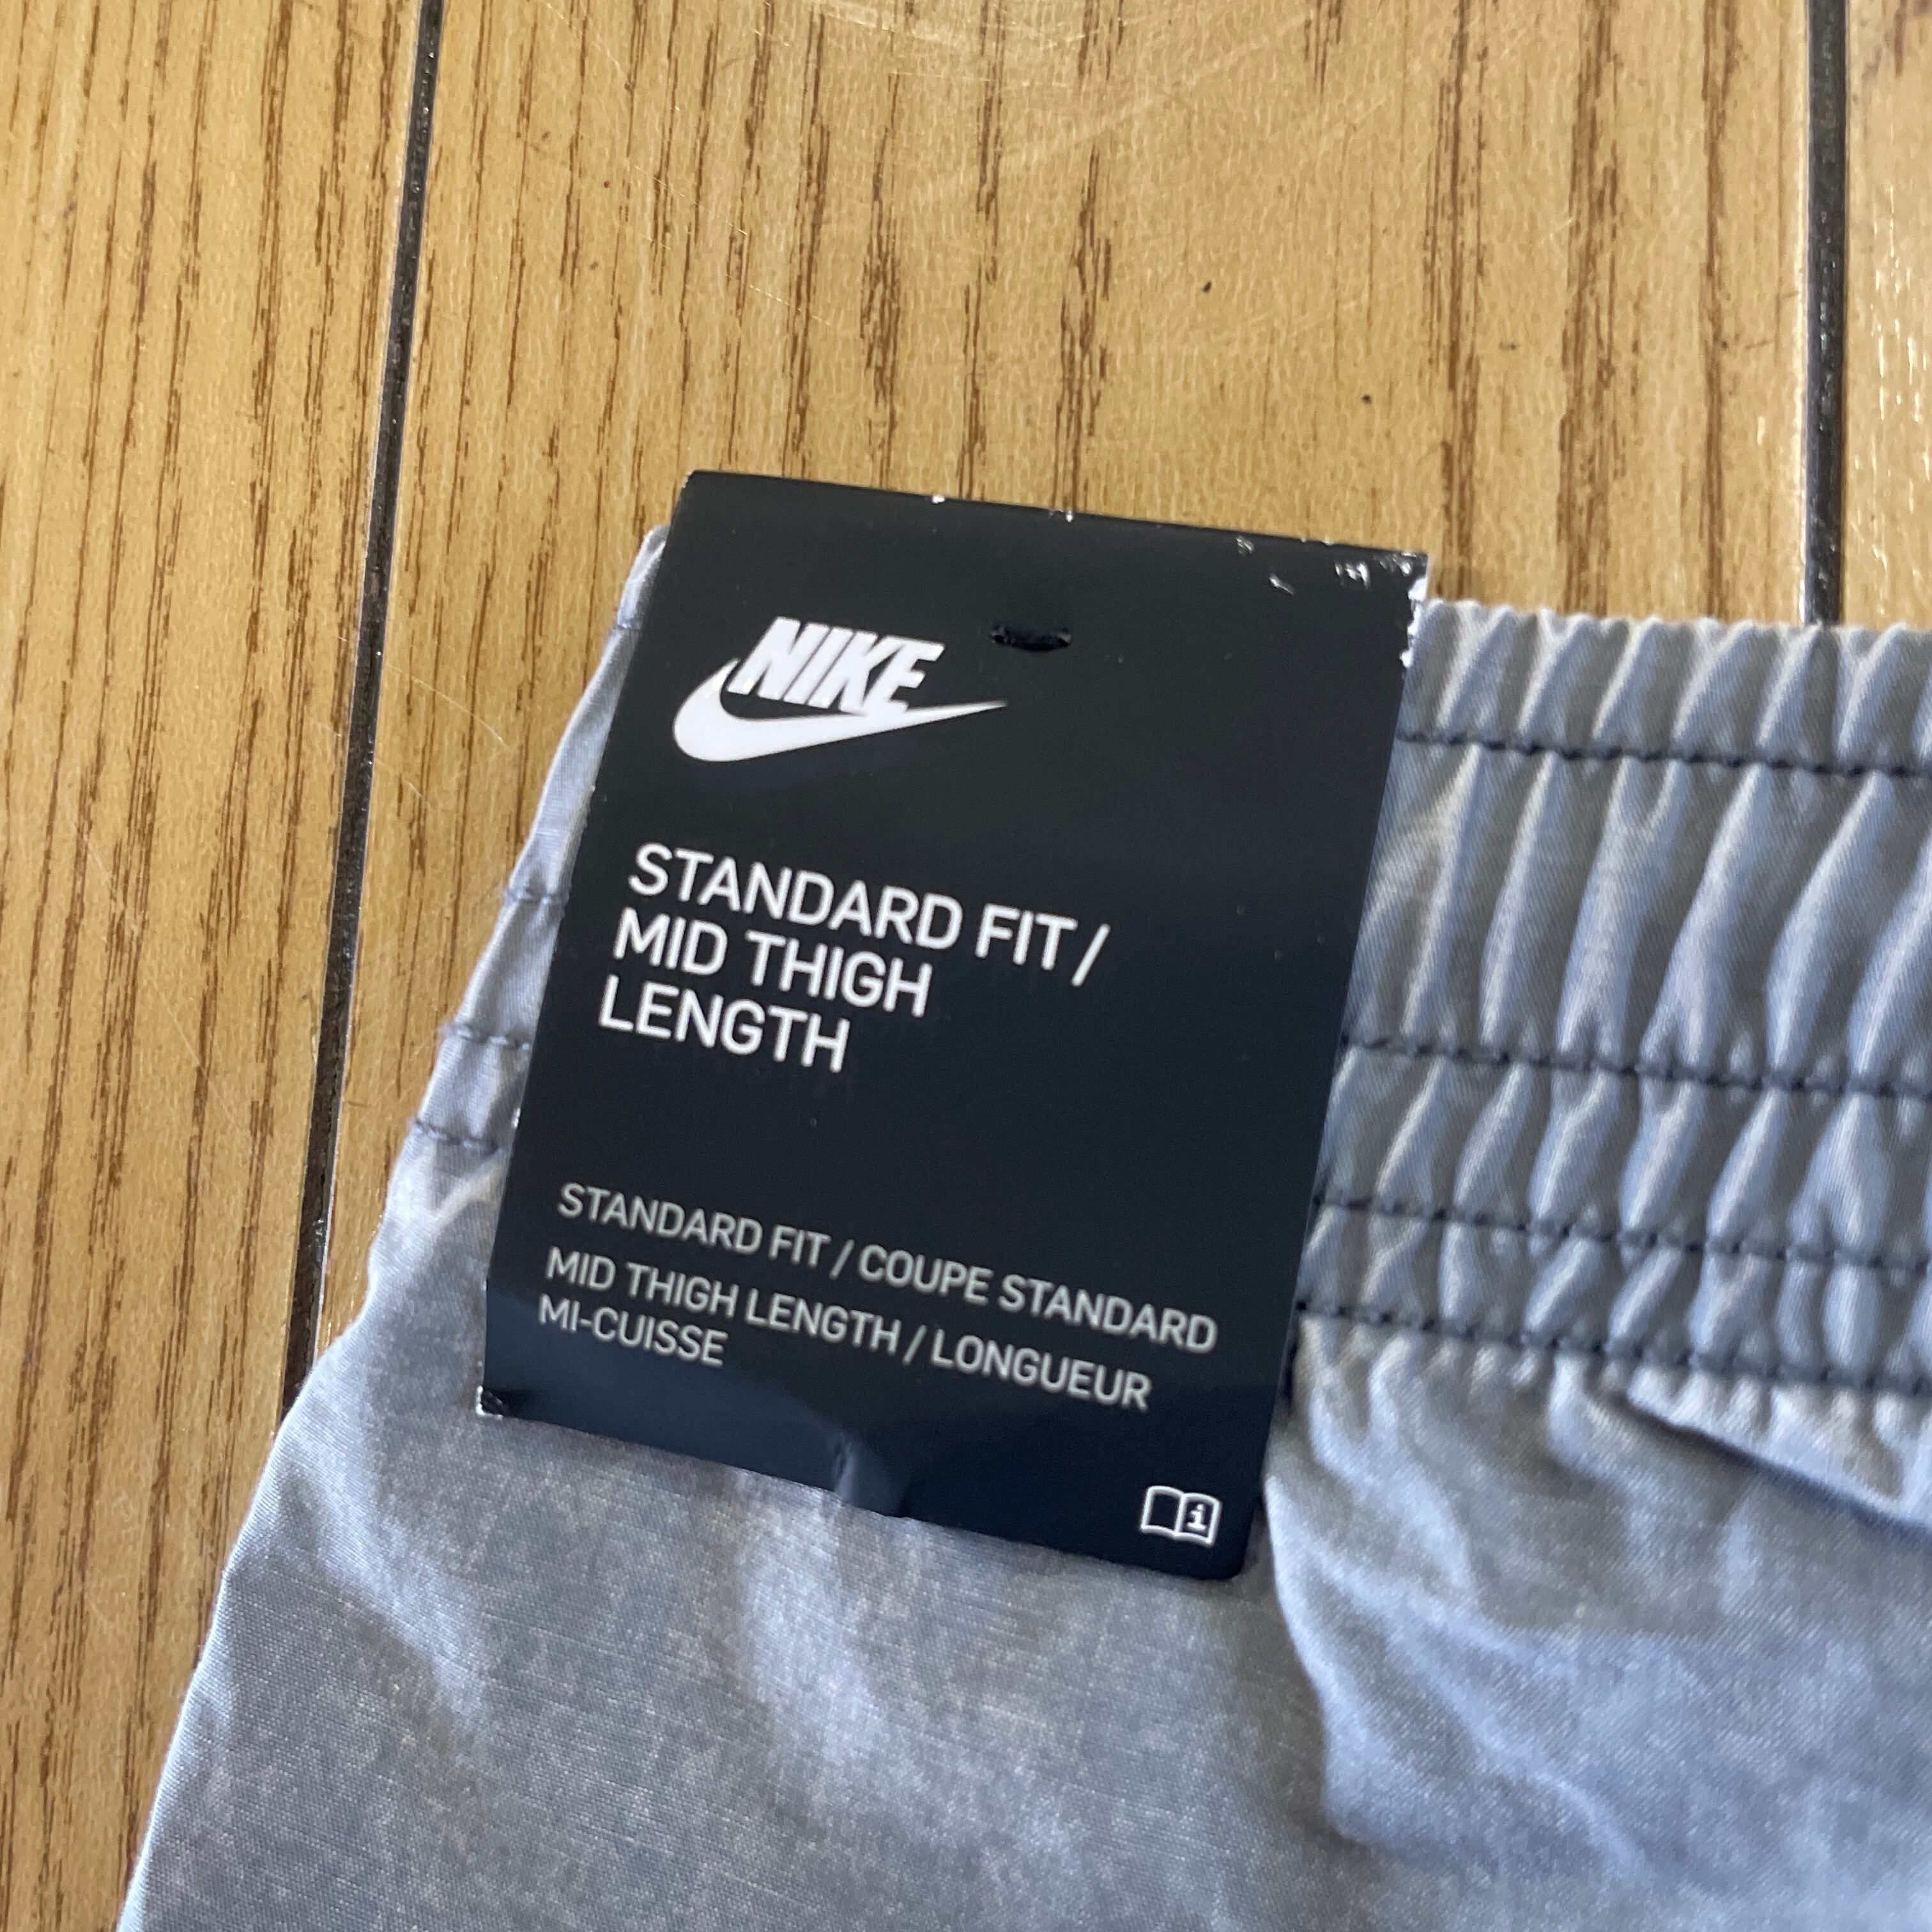 NIKE
STANDARD FIT /
MID THIGH
LENGTH
STANDARD FIT / COUPE STANDARD
MID THIGH LENGTH / LONGUEUR
MI-CUISSE
i